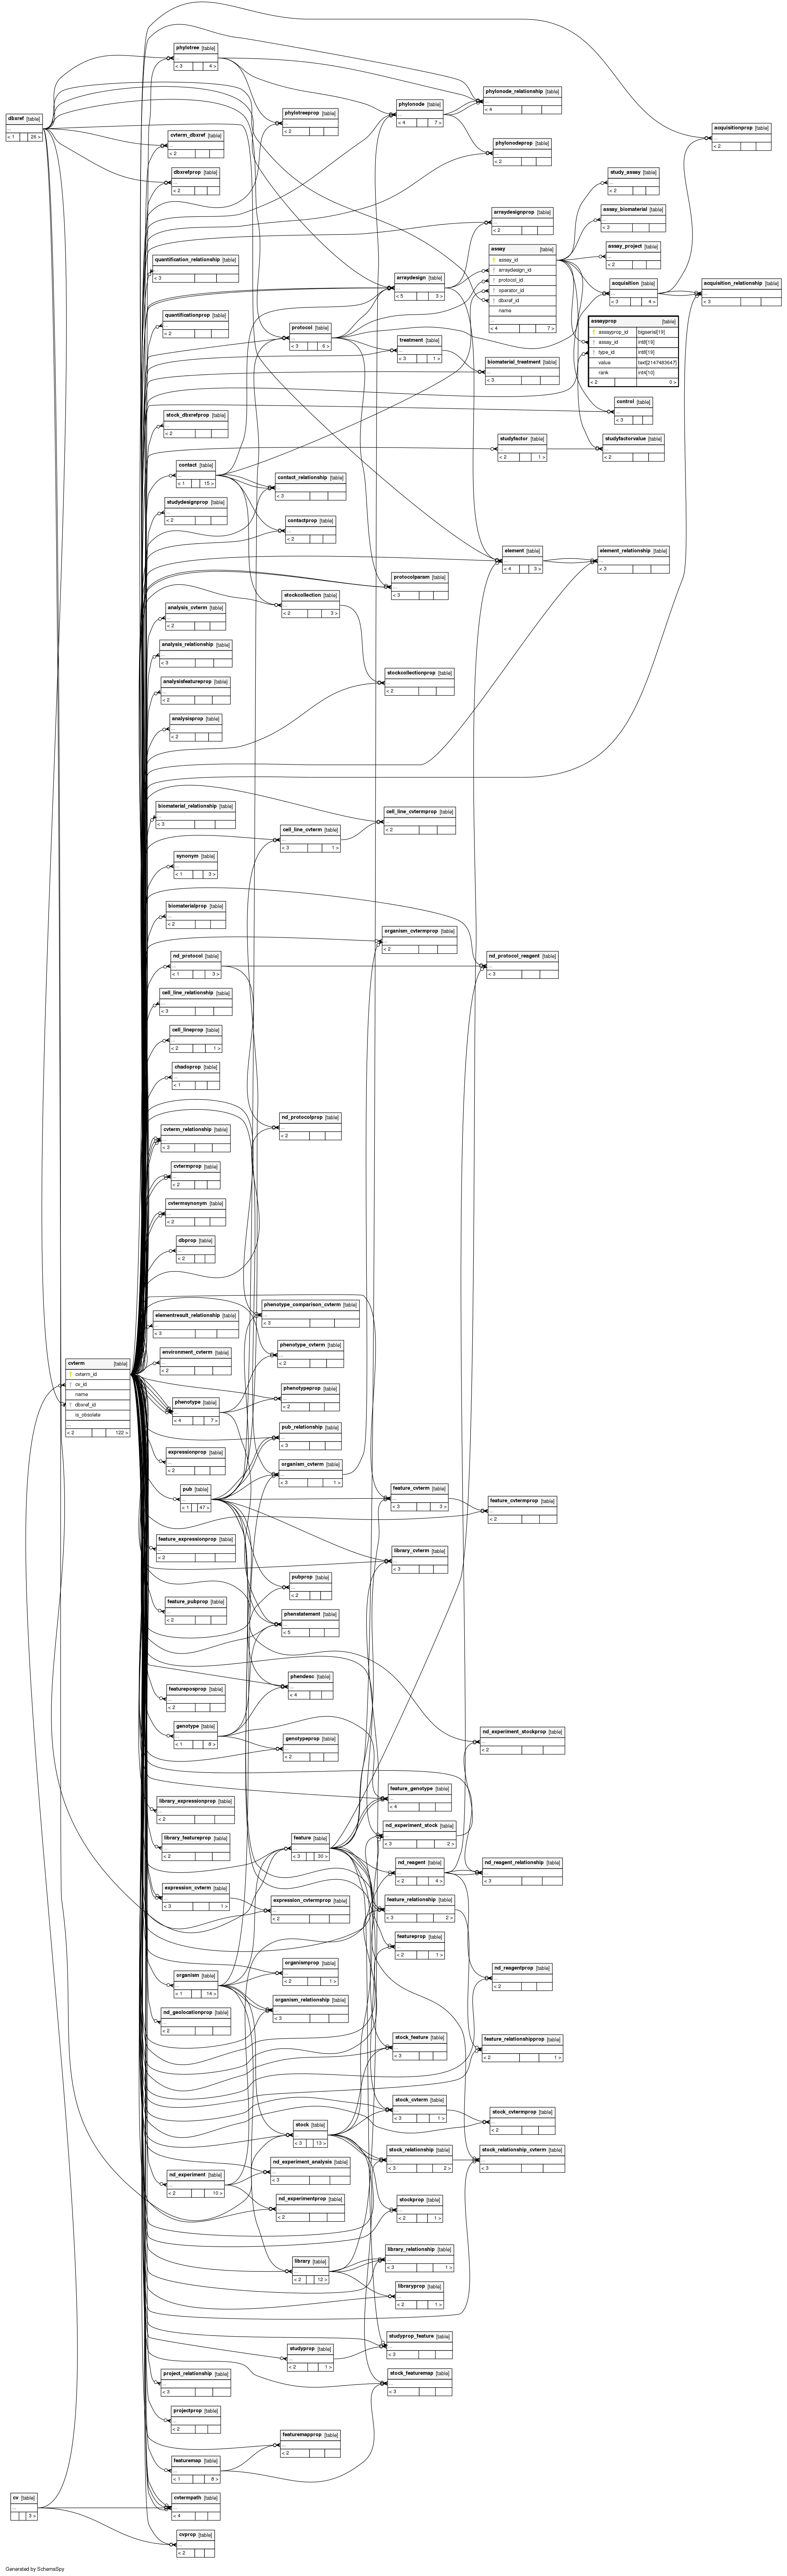 phylotree [table]
...
< 3 4 >
phylonode_relationship [table]
...
< 4
phylonode [table]
...
< 4 7 >
phylotreeprop [table]
...
< 2
dbxref [table]
...
< 1 26 >
acquisitionprop [table]
...
< 2
cvterm_dbxref [table]
...
< 2
phylonodeprop [table]
...
< 2
dbxrefprop [table]
...
< 2
study_assay [table]
...
< 2
assay_biomaterial [table]
...
< 3
arraydesignprop [table]
...
< 2
assay_project [table]
...
< 2
assay [table]
assay_id
arraydesign_id
protocol_id
operator_id
dbxref_id
name
...
< 4 7 >
quantification_relationship [table]
...
< 3
arraydesign [table]
...
< 5 3 >
acquisition [table]
...
< 3 4 >
acquisition_relationship [table]
...
< 3
assayprop [table]
assayprop_id bigserial[19]
assay_id int8[19]
type_id int8[19]
value text[2147483647]
rank int4[10]
< 2 0 >
quantificationprop [table]
...
< 2
protocol [table]
...
< 3 6 >
treatment [table]
...
< 3 1 >
biomaterial_treatment [table]
...
< 3
control [table]
...
< 3
stock_dbxrefprop [table]
...
< 2
studyfactor [table]
...
< 2 1 >
studyfactorvalue [table]
...
< 2
contact [table]
...
< 1 15 >
contact_relationship [table]
...
< 3
studydesignprop [table]
...
< 2
contactprop [table]
...
< 2
element [table]
...
< 4 3 >
element_relationship [table]
...
< 3
protocolparam [table]
...
< 3
stockcollection [table]
...
< 2 3 >
analysis_cvterm [table]
...
< 2
analysis_relationship [table]
...
< 3
stockcollectionprop [table]
...
< 2
analysisfeatureprop [table]
...
< 2
analysisprop [table]
...
< 2
biomaterial_relationship [table]
...
< 3
cell_line_cvtermprop [table]
...
< 2
cell_line_cvterm [table]
...
< 3 1 >
synonym [table]
...
< 1 3 >
biomaterialprop [table]
...
< 2
organism_cvtermprop [table]
...
< 2
nd_protocol [table]
...
< 1 3 >
nd_protocol_reagent [table]
...
< 3
cell_line_relationship [table]
...
< 3
cell_lineprop [table]
...
< 2 1 >
chadoprop [table]
...
< 1
nd_protocolprop [table]
...
< 2
cvterm_relationship [table]
...
< 3
cvtermprop [table]
...
< 2
cvtermsynonym [table]
...
< 2
dbprop [table]
...
< 2
phenotype_comparison_cvterm [table]
...
< 3
elementresult_relationship [table]
...
< 3
phenotype_cvterm [table]
...
< 2
environment_cvterm [table]
...
< 2
cvterm [table]
cvterm_id
cv_id
name
dbxref_id
is_obsolete
...
< 2 122 >
phenotypeprop [table]
...
< 2
phenotype [table]
...
< 4 7 >
pub_relationship [table]
...
< 3
expressionprop [table]
...
< 2
organism_cvterm [table]
...
< 3 1 >
pub [table]
...
< 1 47 >
feature_cvterm [table]
...
< 3 3 >
feature_cvtermprop [table]
...
< 2
feature_expressionprop [table]
...
< 2
library_cvterm [table]
...
< 3
pubprop [table]
...
< 2
feature_pubprop [table]
...
< 2
phenstatement [table]
...
< 5
phendesc [table]
...
< 4
featureposprop [table]
...
< 2
genotype [table]
...
< 1 8 >
nd_experiment_stockprop [table]
...
< 2
genotypeprop [table]
...
< 2
feature_genotype [table]
...
< 4
library_expressionprop [table]
...
< 2
nd_experiment_stock [table]
...
< 3 2 >
library_featureprop [table]
...
< 2
feature [table]
...
< 3 30 >
nd_reagent [table]
...
< 2 4 >
nd_reagent_relationship [table]
...
< 3
expression_cvterm [table]
...
< 3 1 >
expression_cvtermprop [table]
...
< 2
feature_relationship [table]
...
< 3 2 >
featureprop [table]
...
< 2 1 >
organismprop [table]
...
< 2 1 >
nd_reagentprop [table]
...
< 2
organism [table]
...
< 1 14 >
organism_relationship [table]
...
< 3
nd_geolocationprop [table]
...
< 2
stock_feature [table]
...
< 3
feature_relationshipprop [table]
...
< 2 1 >
stock_cvterm [table]
...
< 3 1 >
stock_cvtermprop [table]
...
< 2
stock [table]
...
< 3 13 >
stock_relationship [table]
...
< 3 2 >
stock_relationship_cvterm [table]
...
< 3
nd_experiment_analysis [table]
...
< 3
nd_experiment [table]
...
< 2 10 >
nd_experimentprop [table]
...
< 2
stockprop [table]
...
< 2 1 >
library_relationship [table]
...
< 3 1 >
library [table]
...
< 2 12 >
libraryprop [table]
...
< 2 1 >
studyprop_feature [table]
...
< 3
studyprop [table]
...
< 2 1 >
project_relationship [table]
...
< 3
stock_featuremap [table]
...
< 3
projectprop [table]
...
< 2
featuremapprop [table]
...
< 2
featuremap [table]
...
< 1 8 >
cv [table]
...
3 >
cvtermpath [table]
...
< 4
cvprop [table]
...
< 2
Generated by SchemaSpy